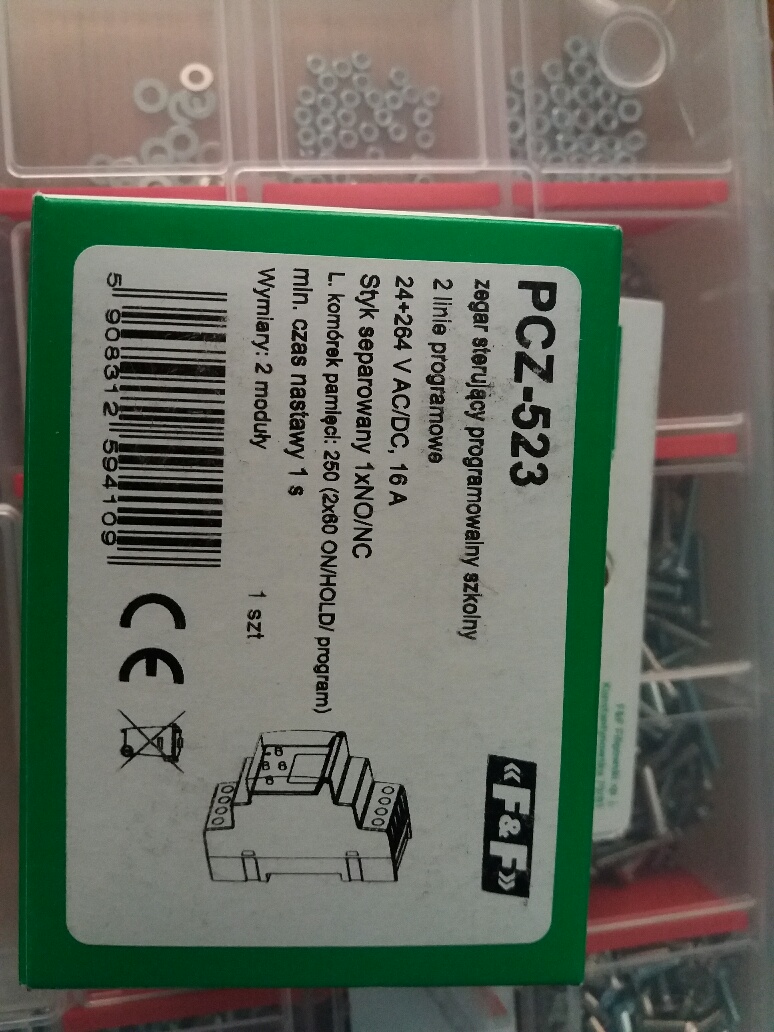 PCZ-523
zegar sterujący programowalny szkolny
2 linie programowe
24÷264 V AC/DC, 16 A
Styk separowany 1xNO/NC
L. komórek pamięci: 250 (2x60 ON/HOLD/ program)
min. czas nastawy 1 s
Wymiary: 2 moduły
1 szt
5 908312 594109
CE
«F&F»